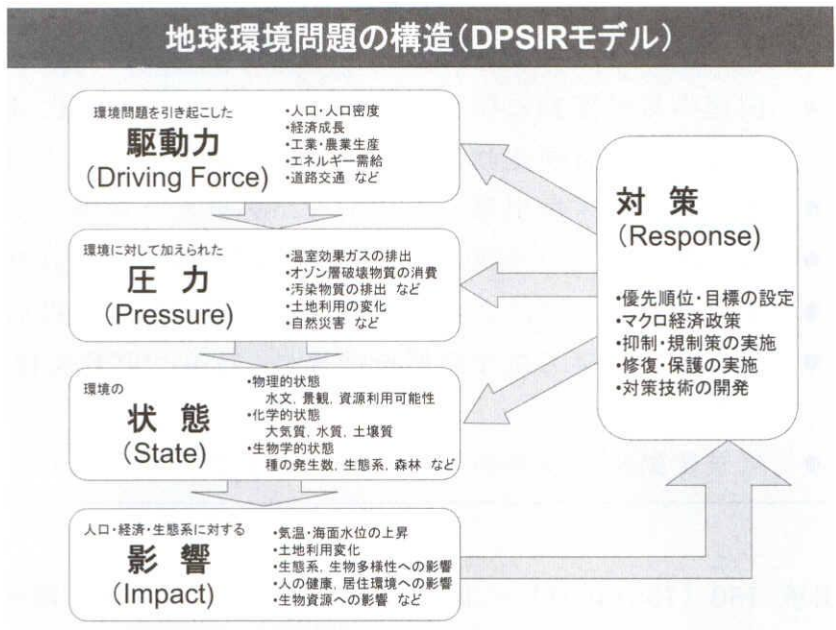 地球環境問題の構造(DPSIRモデル)
環境問題を引き起こした
駆動力
(Driving Force)
・人口・人口密度
・経済成長
・工業・農業生産
・エネルギー需給
・道路交通 など
環境に対して加えられた
圧力
(Pressure)
・温室効果ガスの排出
・オゾン層破壊物質の消費
・汚染物質の排出 など
・土地利用の変化
・自然災害 など
環境の
状態
(State)
・物理的状態
水文, 景観, 資源利用可能性
・化学的状態
大気質, 水質, 土壌質
・生物学的状態
種の発生数, 生態系, 森林 など
人口・経済・生態系に対する
影響
(Impact)
・気温・海面水位の上昇
・土地利用変化
・生態系, 生物多様性への影響
・人の健康, 居住環境への影響
・生物資源への影響 など
対策
(Response)
・優先順位・目標の設定
・マクロ経済政策
・抑制・規制策の実施
・修復・保護の実施
・対策技術の開発